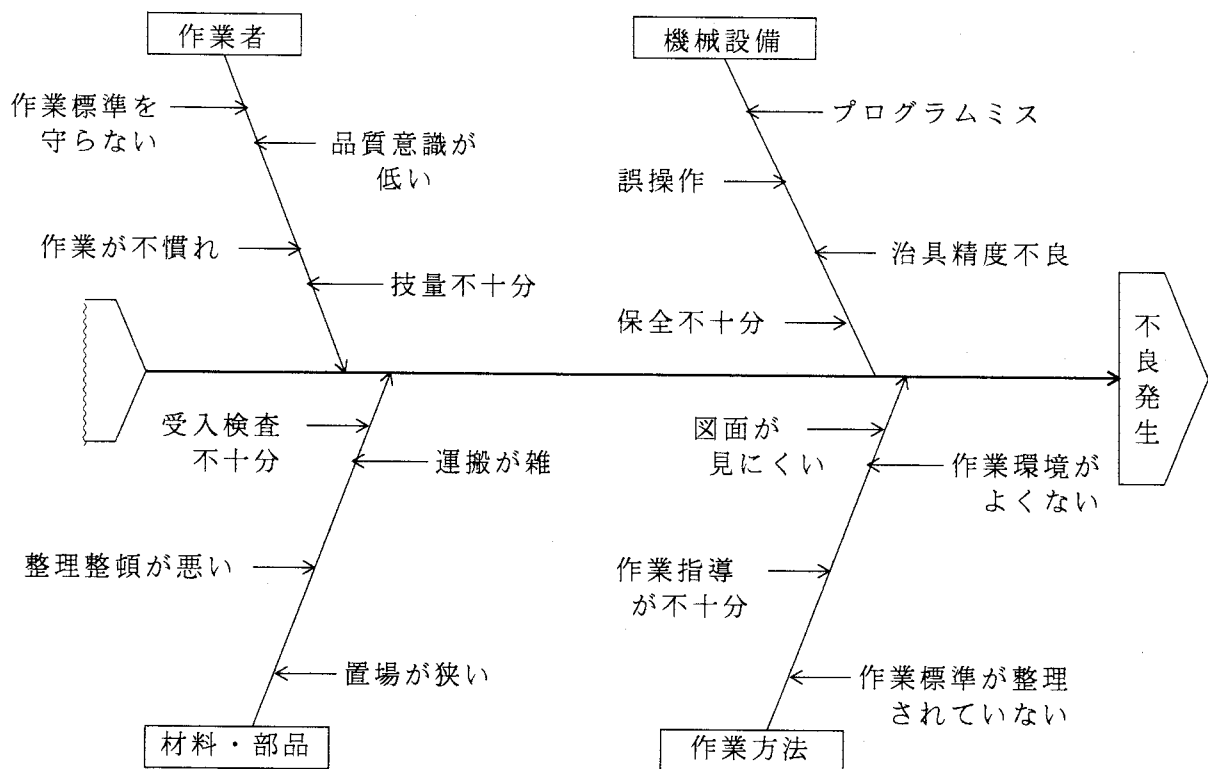 作業者
機械設備
作業標準を
守らない
プログラムミス
品質意識が
低い
誤操作
作業が不慣れ
治具精度不良
技量不十分
保全不十分
不良発生
受入検査
不十分
運搬が雑
図面が
見にくい
作業環境が
よくない
整理整頓が悪い
作業指導
が不十分
置場が狭い
作業標準が整理
されていない
材料・部品
作業方法